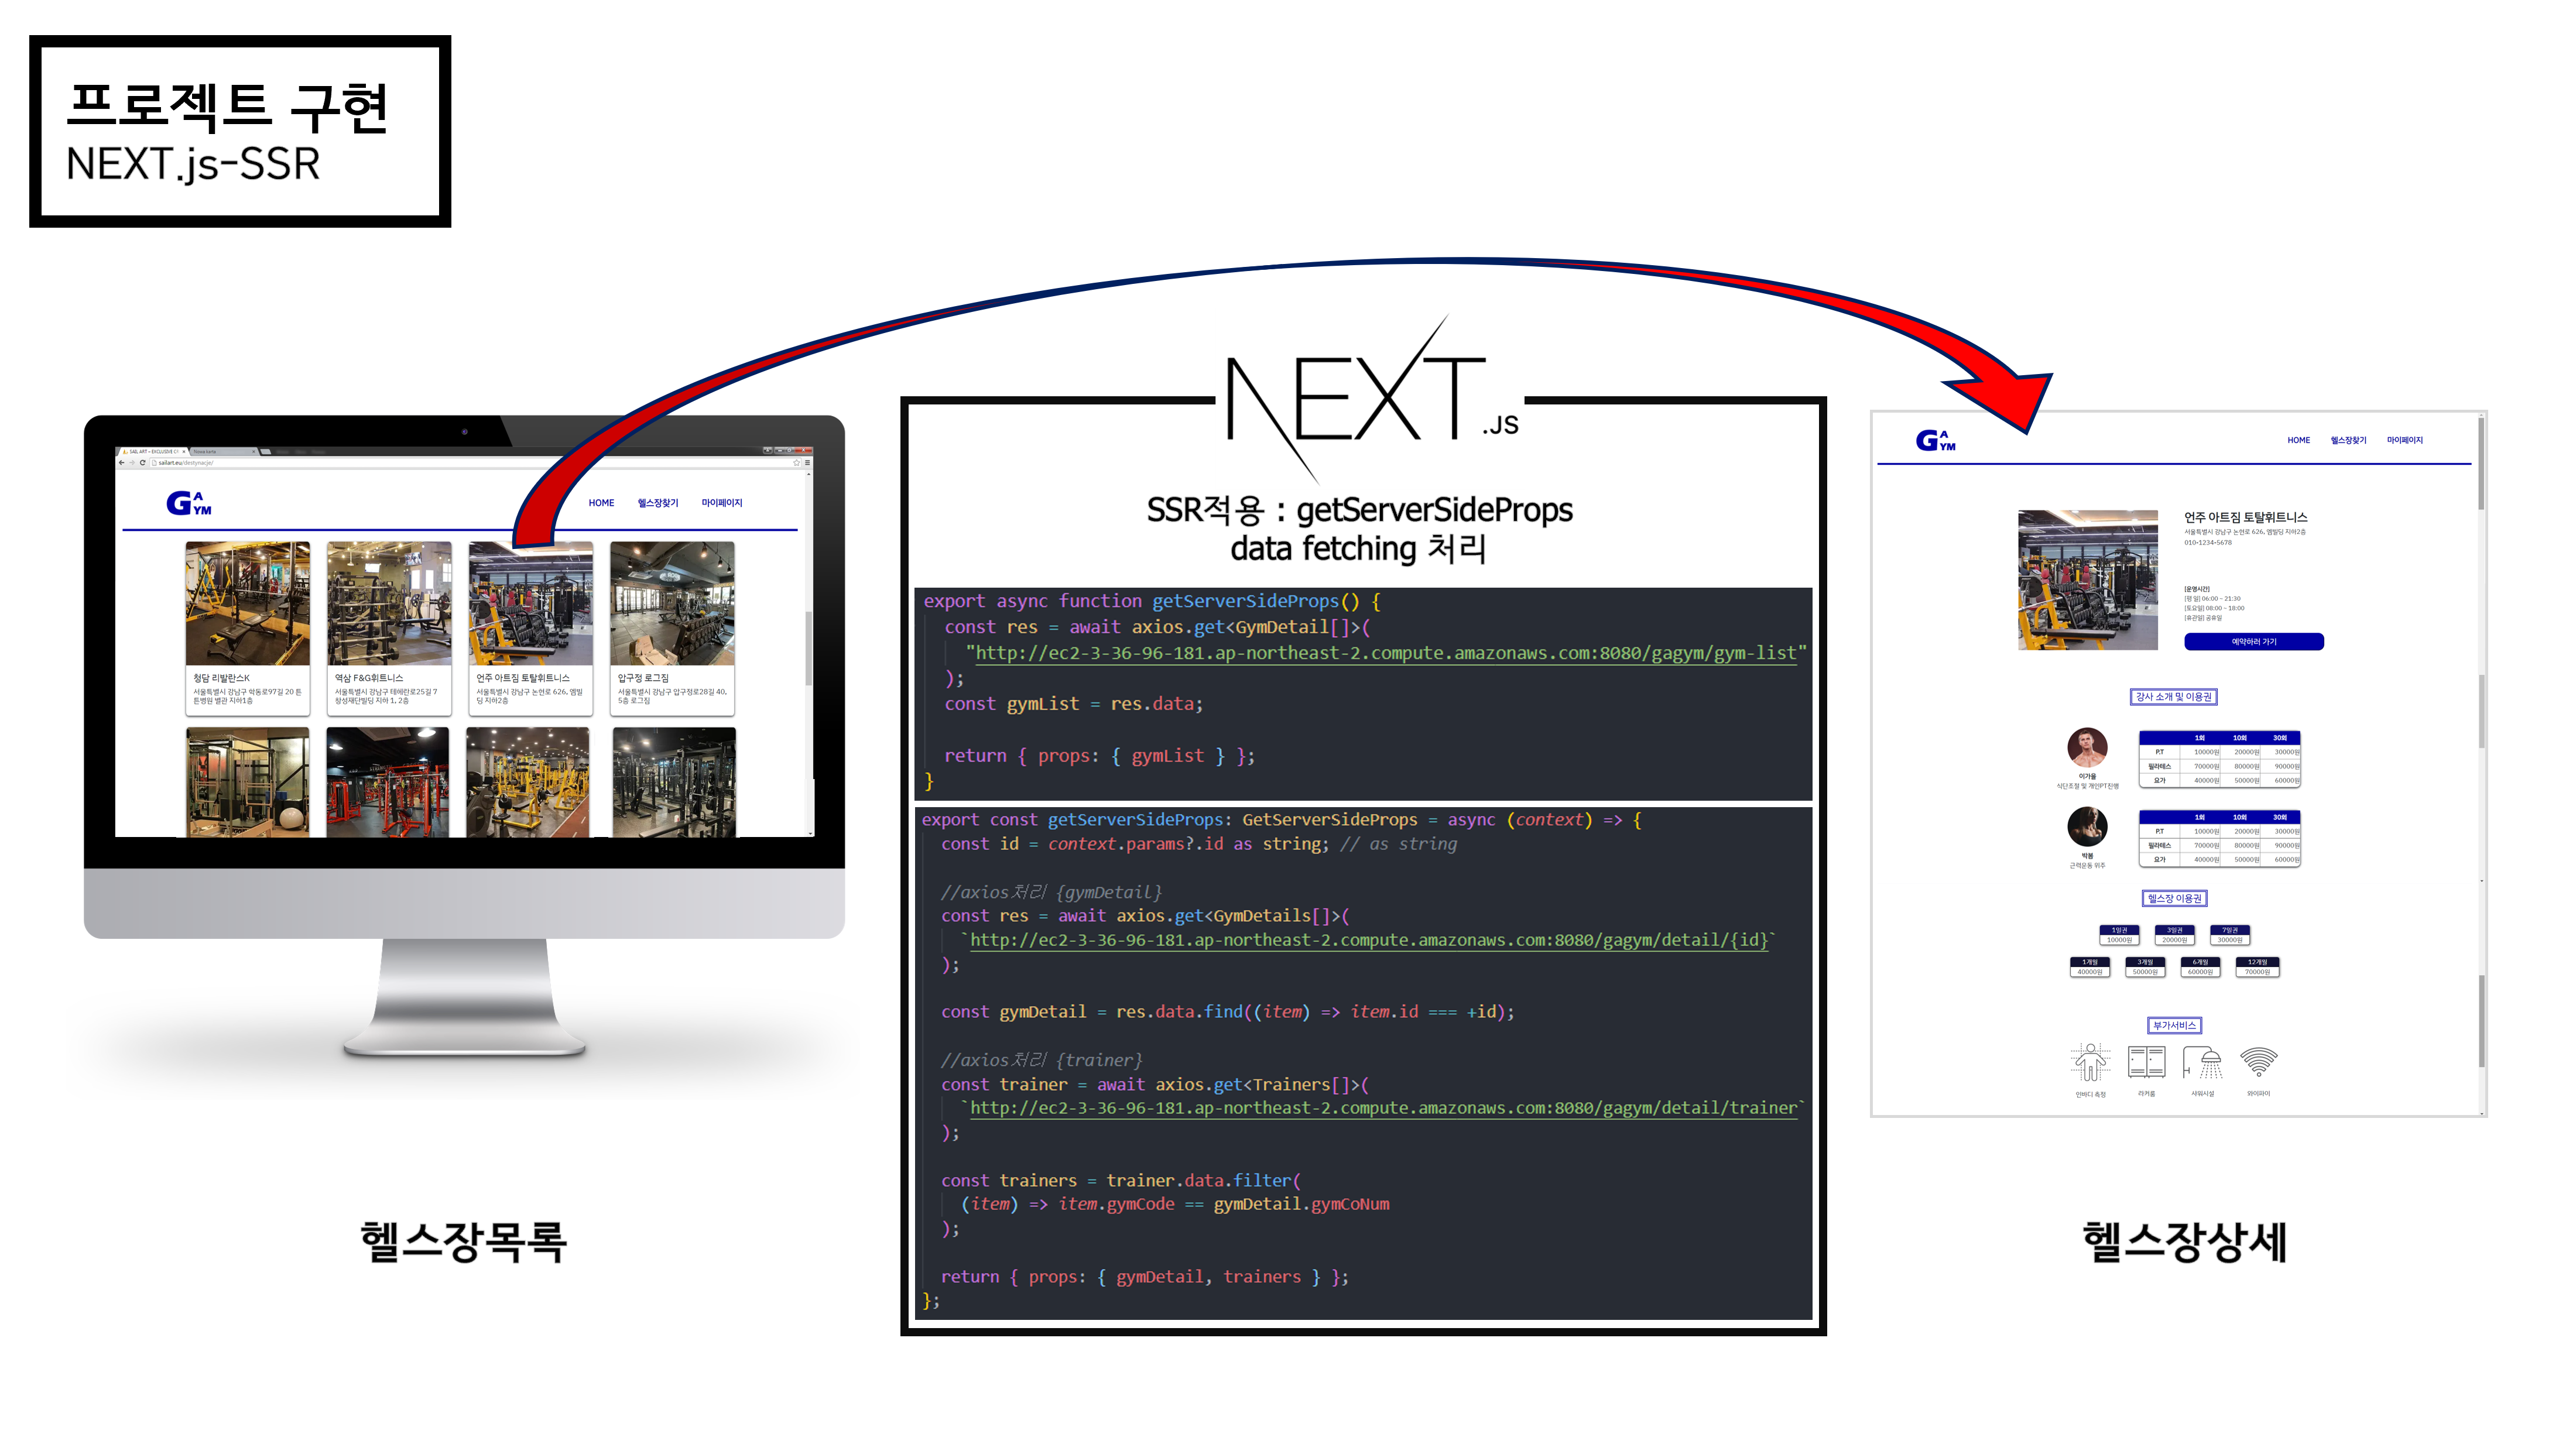 프로젝트 구현
NEXT.js-SSR
SAIL ART - EXCLUSIVE C
sailart.eu/destynacje/
GA
YM
HOME 헬스장찾기 마이페이지
청담 리발란스K
서울특별시 강남구 학동로97길 20 튼
튼병원 별관 지하1층
역삼 F&G휘트니스
서울특별시 강남구 테헤란로25길 7
창성재단빌딩 지하 1, 2층
언주 아트짐 토탈휘트니스
서울특별시 강남구 논현로 626, 엠빌
딩 지하2층
압구정 로그짐
서울특별시 강남구 압구정로28길 40,
5층 로그짐
헬스장목록
NEXT
.JS
SSR적용 : getServerSideProps
data fetching 처리
export async function getServerSideProps() {
const res = await axios.get<GymDetail[]>(
"http://ec2-3-36-96-181.ap-northeast-2.compute.amazonaws.com:8080/gagym/gym-list"
);
const gymList = res.data;
return { props: { gymList } };
}
export const getServerSideProps: GetServerSideProps = async (context) => {
const id = context.params?.id as string; // as string
//axios처리 {gymDetail}
const res = await axios.get<GymDetails[]>(
`http://ec2-3-36-96-181.ap-northeast-2.compute.amazonaws.com:8080/gagym/detail/{id}`
);
const gymDetail = res.data.find((item) => item.id === +id);
//axios처리 {trainer}
const trainer = await axios.get<Trainers[]>(
`http://ec2-3-36-96-181.ap-northeast-2.compute.amazonaws.com:8080/gagym/detail/trainer`
);
const trainers = trainer.data.filter(
(item) => item.gymCode == gymDetail.gymCoNum
);
return { props: { gymDetail, trainers } };
};
GA
YM
HOME 헬스장찾기 마이페이지
언주 아트짐 토탈휘트니스
서울특별시 강남구 논현로 626, 엠빌딩 지하2층
010-1234-5678
[운영시간]
[평 일] 06:00 ~ 21:30
[토요일] 08:00 ~ 18:00
[휴관일] 공휴일
예약하러 가기
강사 소개 및 이용권
이가을
식단조절 및 개인PT진행
1회 10회 30회
P.T 10000원 20000원 30000원
필라테스 70000원 80000원 90000원
요가 40000원 50000원 60000원
박봄
근력운동 위주
1회 10회 30회
P.T 10000원 20000원 30000원
필라테스 70000원 80000원 90000원
요가 40000원 50000원 60000원
헬스장 이용권
1일권 3일권 7일권
10000원 20000원 30000원
1개월 3개월 6개월 12개월
40000원 50000원 60000원 70000원
부가서비스
인바디 측정 라커룸 샤워시설 와이파이
헬스장상세